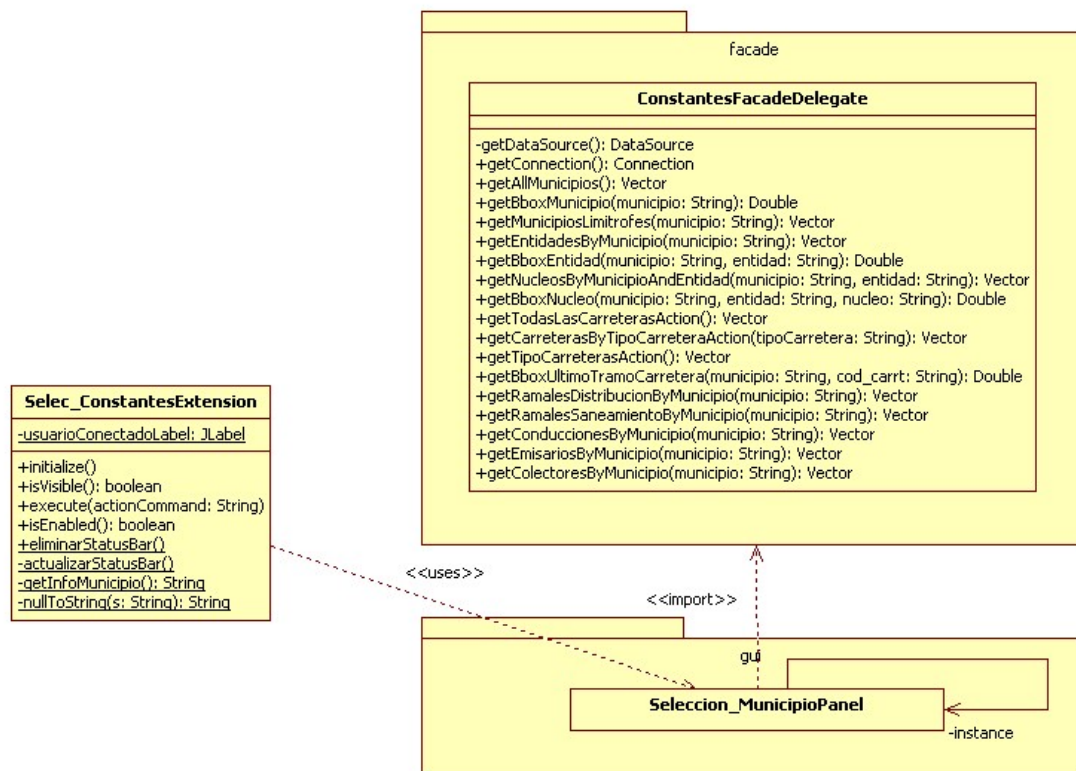 facade
ConstantesFacadeDelegate
-getDataSource(): DataSource
+getConnection(): Connection
+getAllMunicipios(): Vector
+getBboxMunicipio(municipio: String): Double
+getMunicipiosLimitrofes(municipio: String): Vector
+getEntidadesByMunicipio(municipio: String): Vector
+getBboxEntidad(municipio: String, entidad: String): Double
+getNucleosByMunicipioAndEntidad(municipio: String, entidad: String): Vector
+getBboxNucleo(municipio: String, entidad: String, nucleo: String): Double
+getTodasLasCarreterasAction(): Vector
+getCarreterasByTipoCarreteraAction(tipoCarretera: String): Vector
+getTipoCarreterasAction(): Vector
+getBboxUltimoTramoCarretera(municipio: String, cod_carrt: String): Double
+getRamalesDistribucionByMunicipio(municipio: String): Vector
+getRamalesSaneamientoByMunicipio(municipio: String): Vector
+getConduccionesByMunicipio(municipio: String): Vector
+getEmisariosByMunicipio(municipio: String): Vector
+getColectoresByMunicipio(municipio: String): Vector
Selec_ConstantesExtension
-usuarioConectadoLabel: JLabel
+initialize()
+isVisible(): boolean
+execute(actionCommand: String)
+isEnabled(): boolean
+eliminarStatusBar()
-actualizarStatusBar()
-getInfoMunicipio(): String
-nullToString(s: String): String
<<uses>>
<<import>>
gui
Seleccion_MunicipioPanel
-instance